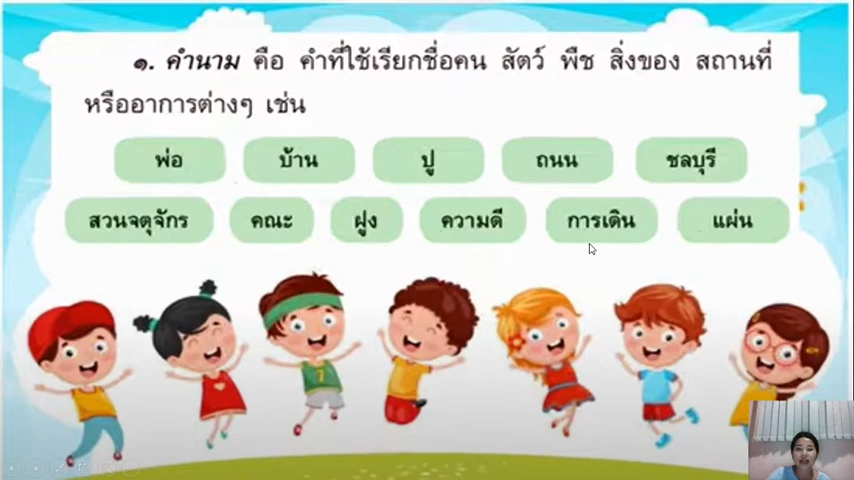 ๑. คำนาม คือ คำที่ใช้เรียกชื่อคน สัตว์ พืช สิ่งของ สถานที่
หรืออาการต่างๆ เช่น
พ่อ บ้าน ปู ถนน ชลบุรี
สวนจตุจักร คณะ ฝูง ความดี การเดิน แผ่น